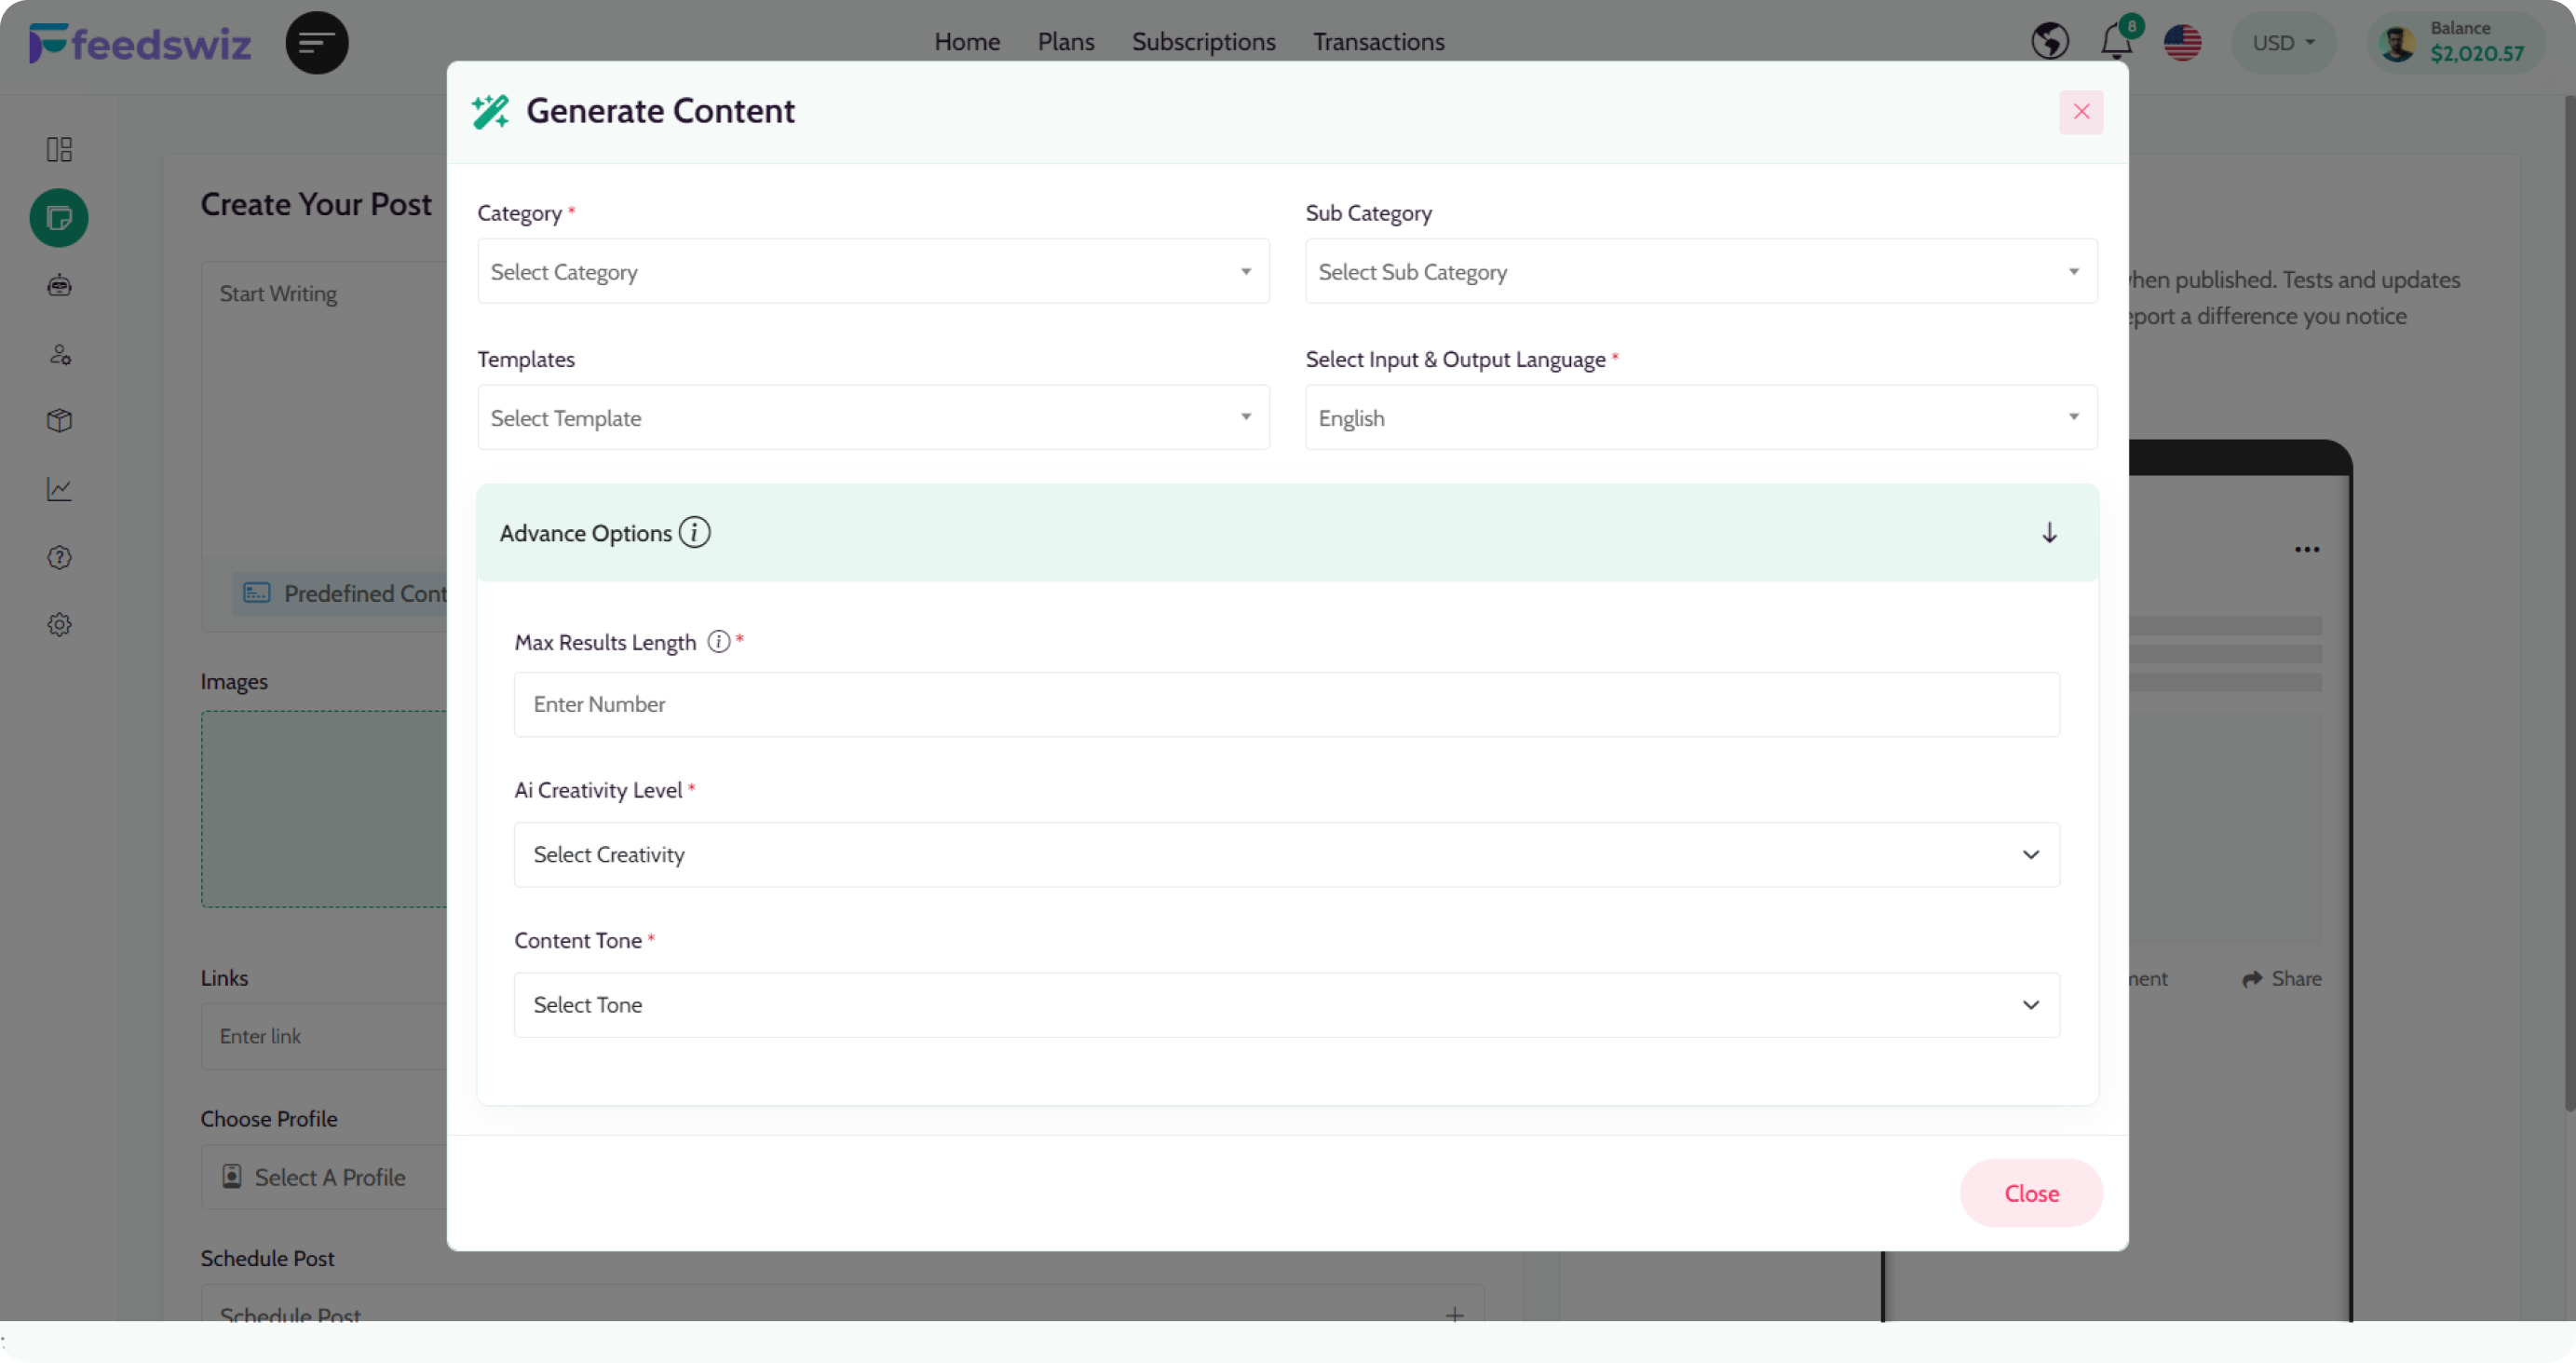 feedswiz
Home Plans Subscriptions Transactions
8
USD
Balance
$2,020.57
Generate Content
Create Your Post
Start Writing
Predefined Cont
Category *
Select Category
Sub Category
Select Sub Category
Templates
Select Template
Select Input & Output Language *
English
Advance Options i
Max Results Length i *
Enter Number
Ai Creativity Level *
Select Creativity
Content Tone *
Select Tone
Close
hen published. Tests and updates
eport a difference you notice
ment Share
Images
Links
Enter link
Choose Profile
Select A Profile
Schedule Post
Schedule Post